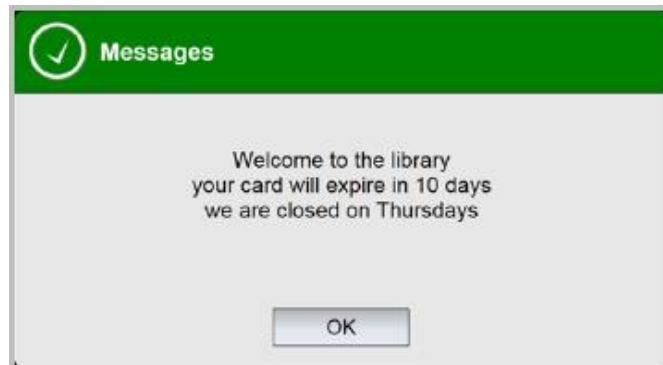 Messages
Welcome to the library
your card will expire in 10 days
we are closed on Thursdays
OK